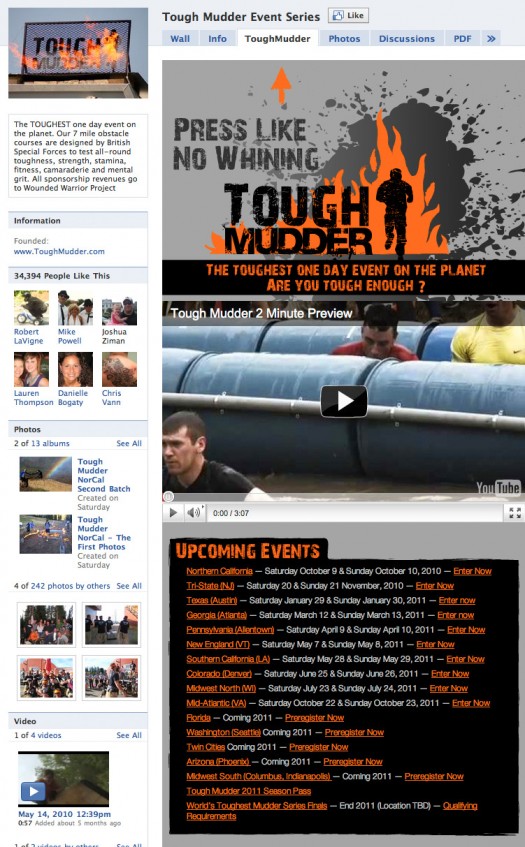 TOUGH
MUDDER
The TOUGHEST one day event on
the planet. Our 7 mile obstacle
courses are designed by British
Special Forces to test all-round
toughness, strength, stamina,
fitness, camaraderie and mental
grit. All sponsorship revenues go
to Wounded Warrior Project
Information
Founded:
www.ToughMudder.com
34,394 People Like This
Robert
LaVigne
Mike
Powell
Joshua
Ziman
Lauren
Thompson
Danielle
Bogaty
Chris
Vann
Photos
2 of 13 albums See All
Tough
Mudder
NorCal
Second Batch
Created on
Saturday
Tough
Mudder
NorCal - The
First Photos
Created on
Saturday
4 of 242 photos by others See All
Video
1 of 4 videos See All
May 14, 2010 12:39pm
0:57 Added about 5 months ago
1 of 2 videos by others See All
Tough Mudder Event Series Like
Wall Info ToughMudder Photos Discussions PDF »
PRESS LIKE
NO WHINING
TOUGH
MUDDER
THE TOUGHEST ONE DAY EVENT ON THE PLANET
ARE YOU TOUGH ENOUGH ?
Tough Mudder 2 Minute Preview
YouTube
0:00 / 3:07
UPCOMING EVENTS
Northern California — Saturday October 9 & Sunday October 10, 2010 — Enter Now
Tri-State (NJ) — Saturday 20 & Sunday 21 November, 2010 — Enter Now
Texas (Austin) — Saturday January 29 & Sunday January 30, 2011 — Enter now
Georgia (Atlanta) — Saturday March 12 & Sunday March 13, 2011 — Enter Now
Pennsylvania (Allentown) — Saturday April 9 & Sunday April 10, 2011 — Enter Now
New England (VT) — Saturday May 7 & Sunday May 8, 2011 — Enter Now
Southern California (LA) — Saturday May 28 & Sunday May 29, 2011 — Enter Now
Colorado (Denver) — Saturday June 25 & Sunday June 26, 2011 — Enter Now
Midwest North (WI) — Saturday July 23 & Sunday July 24, 2011 — Enter Now
Mid-Atlantic (VA) — Saturday October 22 & Sunday October 23, 2011 — Enter Now
Florida — Coming 2011 — Preregister Now
Washington (Seattle) Coming 2011 — Preregister Now
Twin Cities Coming 2011 — Preregister Now
Arizona (Phoenix) — Coming 2011 — Preregister Now
Midwest South (Columbus, Indianapolis) — Coming 2011 — Preregister Now
Tough Mudder 2011 Season Pass
World's Toughest Mudder Series Finals — End 2011 (Location TBD) — Qualifying
Requirements